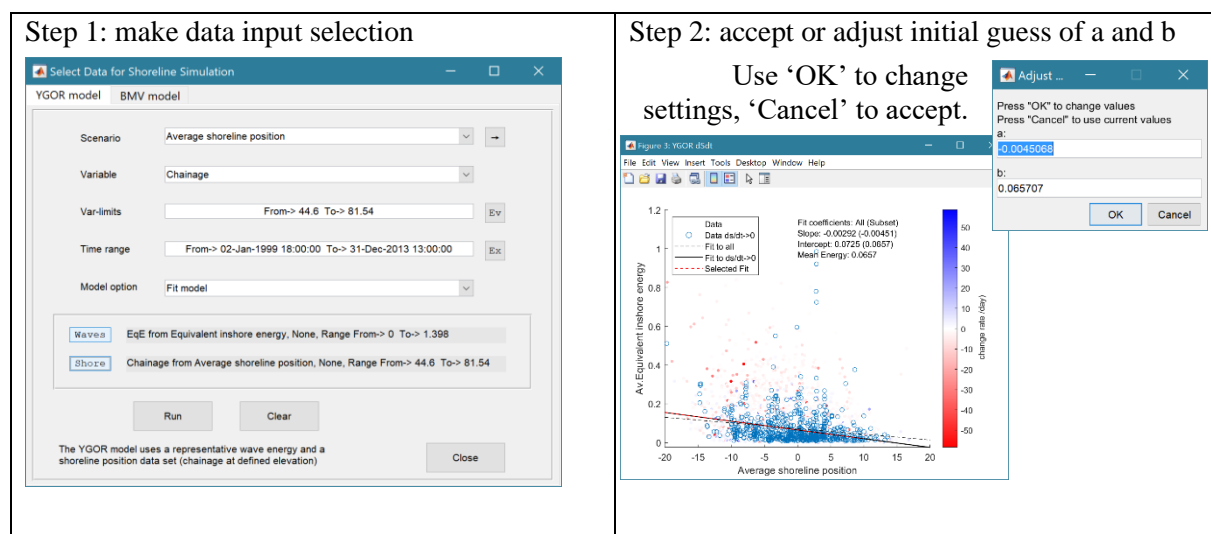 Step 1: make data input selection
Select Data for Shoreline Simulation
YGOR model BMV model
Scenario Average shoreline position →
Variable Chainage
Var-limits From-> 44.6 To-> 81.54 Ev
Time range From-> 02-Jan-1999 18:00:00 To-> 31-Dec-2013 13:00:00 Ex
Model option Fit model
Waves EqE from Equivalent inshore energy, None, Range From-> 0 To-> 1.398
Shore Chainage from Average shoreline position, None, Range From-> 44.6 To-> 81.54
Run Clear
The YGOR model uses a representative wave energy and a
shoreline position data set (chainage at defined elevation)
Close
Step 2: accept or adjust initial guess of a and b
Use ‘OK’ to change
settings, ‘Cancel’ to accept.
Adjust ...
Press "OK" to change values
Press "Cancel" to use current values
a:
-0.0045068
b:
0.065707
OK Cancel
Figure 3: YGOR dSdt
File Edit View Insert Tools Desktop Window Help
Data
Data ds/dt->0
Fit to all
Fit to ds/dt->0
Selected Fit
Fit coefficients: All (Subset)
Slope: -0.00292 (-0.00451)
Intercept: 0.0725 (0.0657)
Mean Energy: 0.0657
1.2
1
0.8
0.6
0.4
0.2
0
Av.Equivalent inshore energy
-20 -15 -10 -5 0 5 10 15 20
Average shoreline position
50
40
30
20
10
0
-10
-20
-30
-40
-50
change rate /day)